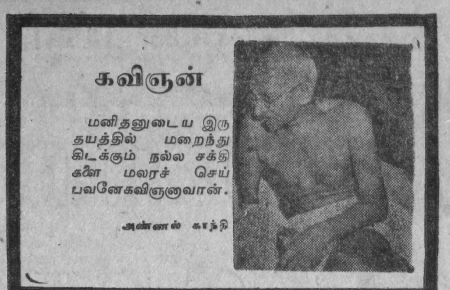 கவிஞன்
மனிதனுடைய இரு
தயத்தில் மறைந்து
கிடக்கும் நல்ல சக்தி
களை மலரச் செய்
பவனேகவிஞனாவான்.
அண்ணல் காந்தி